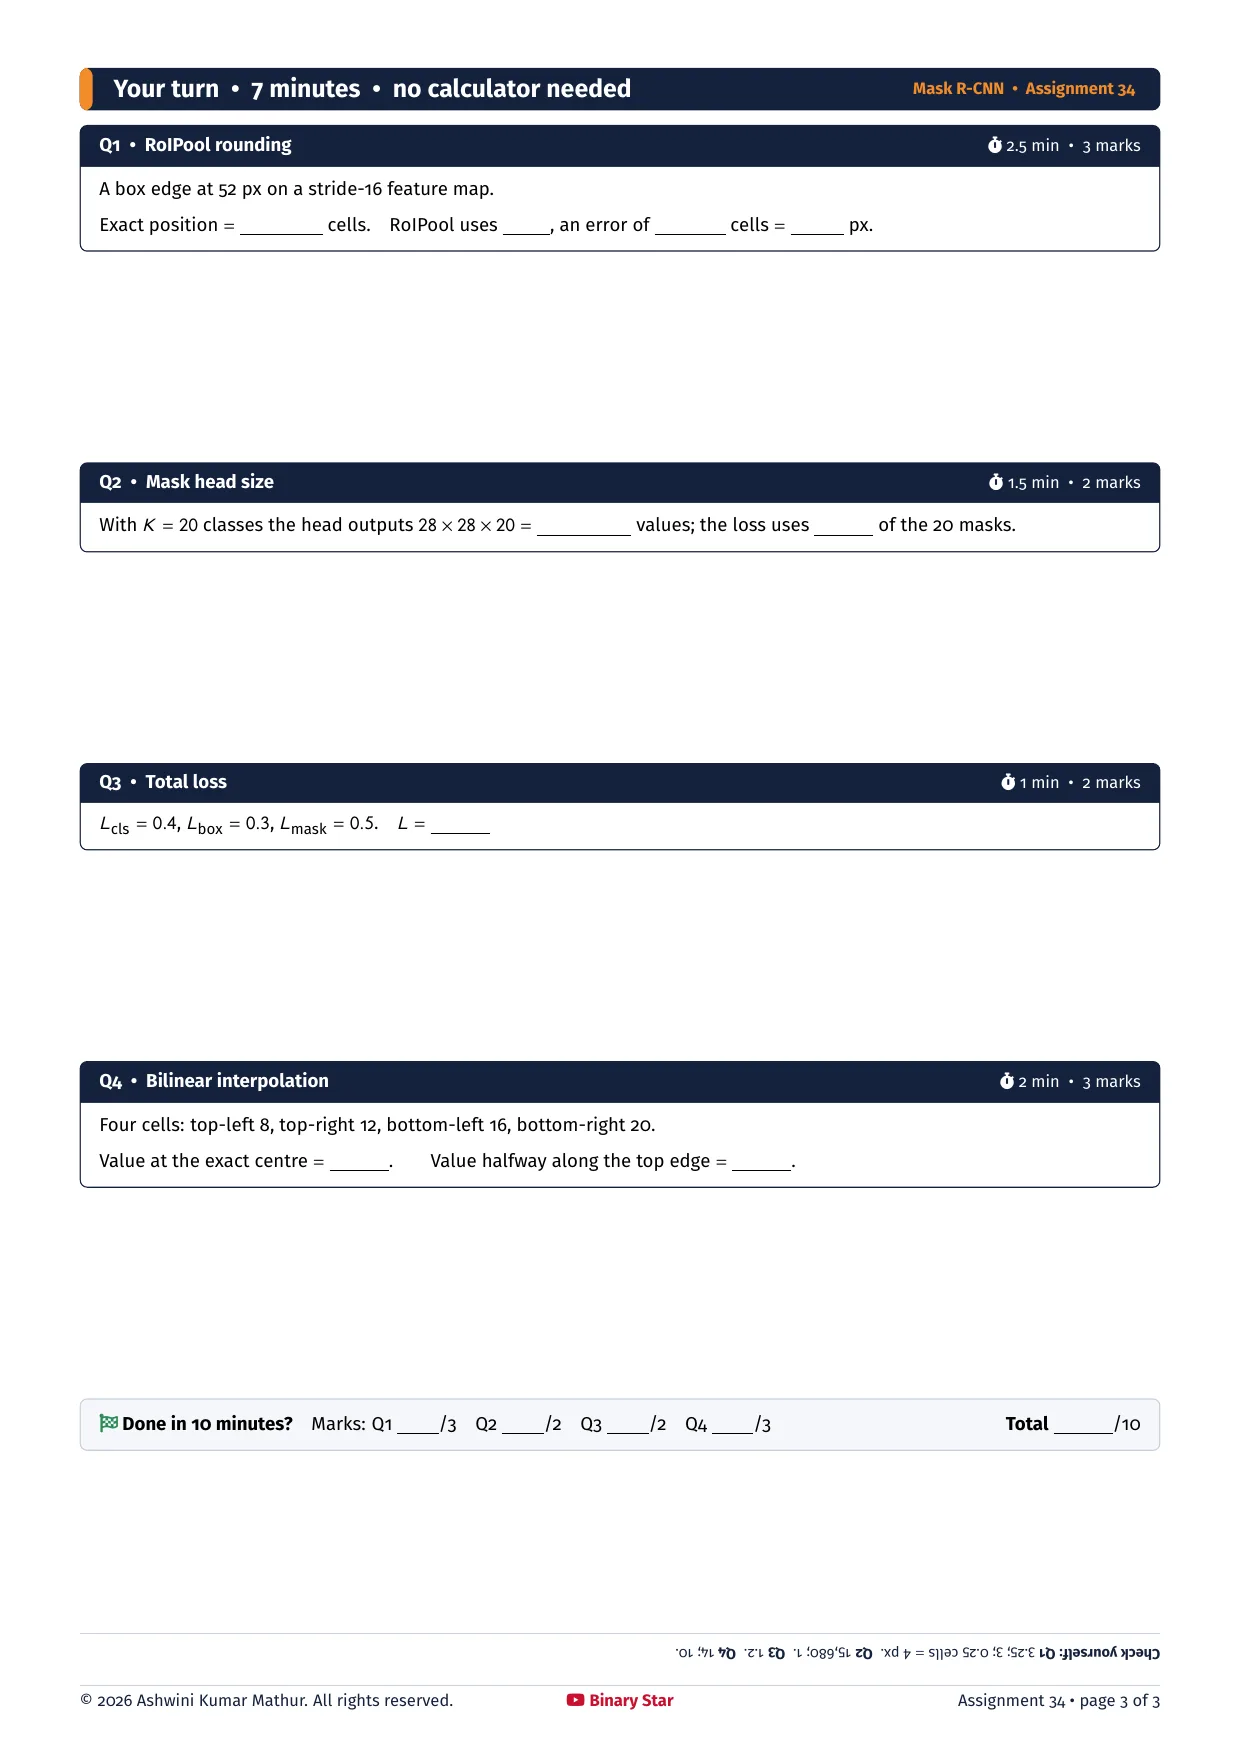 Your turn • 7 minutes • no calculator needed
Mask R-CNN • Assignment 34
Q1 • RoIPool rounding
2.5 min • 3 marks
A box edge at 52 px on a stride-16 feature map.
Exact position = ________ cells. RoIPool uses ____, an error of ______ cells = _____ px.
Q2 • Mask head size
1.5 min • 2 marks
With K = 20 classes the head outputs 28 × 28 × 20 = _________ values; the loss uses _____ of the 20 masks.
Q3 • Total loss
1 min • 2 marks
L_cls = 0.4, L_box = 0.3, L_mask = 0.5. L = _____
Q4 • Bilinear interpolation
2 min • 3 marks
Four cells: top-left 8, top-right 12, bottom-left 16, bottom-right 20.
Value at the exact centre = _____. Value halfway along the top edge = _____.
Done in 10 minutes? Marks: Q1 ____/3 Q2 ____/2 Q3 ____/2 Q4 ____/3
Total _____/10
Check yourself: Q1 3.25; 3; 0.25 cells = 4 px. Q2 15,680; 1. Q3 1.2. Q4 14; 10.
© 2026 Ashwini Kumar Mathur. All rights reserved.
Binary Star
Assignment 34 • page 3 of 3